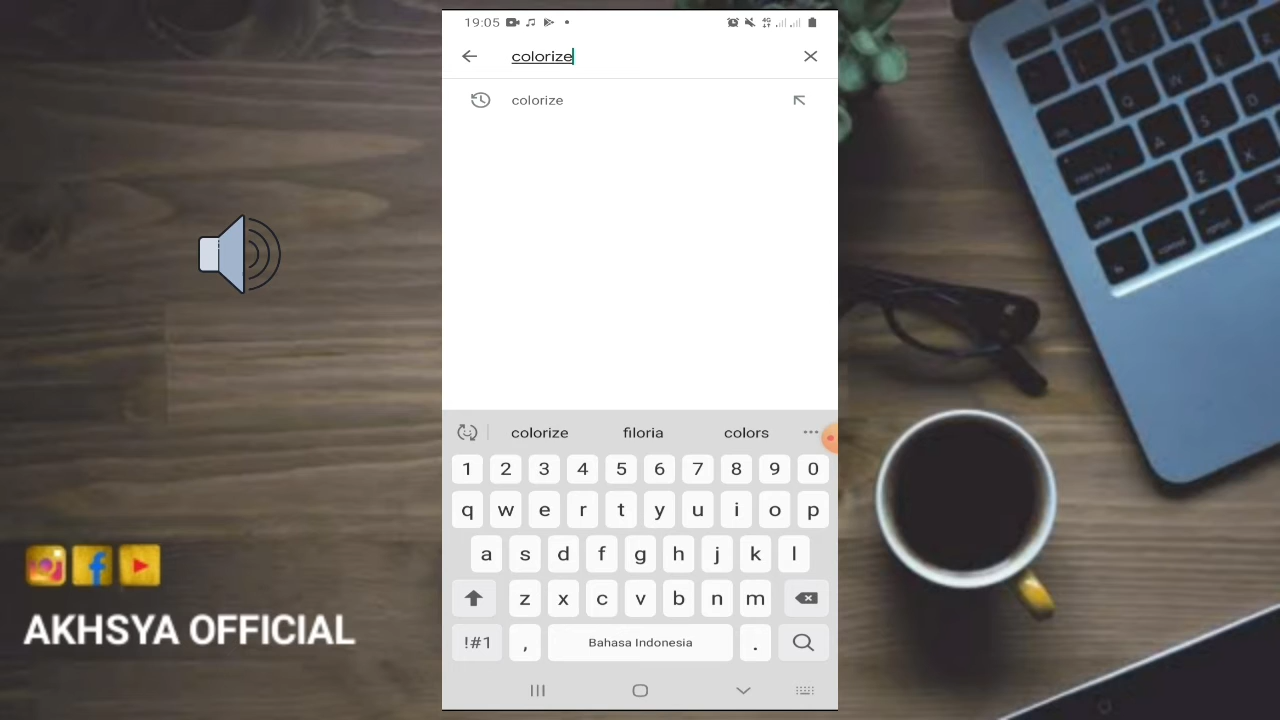 19:05
colorize
colorize
colorize filoria colors
1 2 3 4 5 6 7 8 9 0
q w e r t y u i o p
a s d f g h j k l
z x c v b n m
!#1 , Bahasa Indonesia .
AKHSYA OFFICIAL